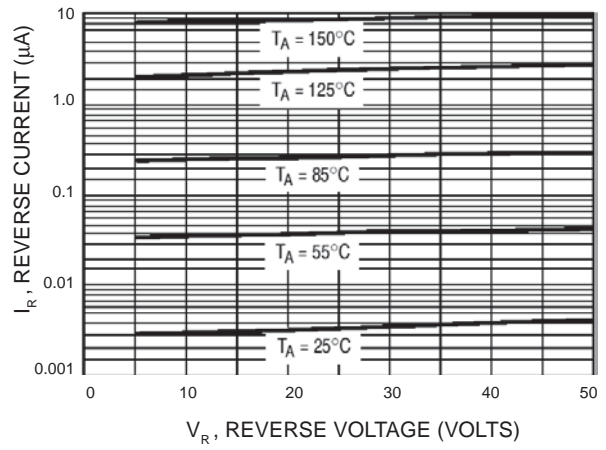 I_R , REVERSE CURRENT (μA)
10
1.0
0.1
0.01
0.001
T_A = 150°C
T_A = 125°C
T_A = 85°C
T_A = 55°C
T_A = 25°C
0 10 20 30 40 50
V_R , REVERSE VOLTAGE (VOLTS)